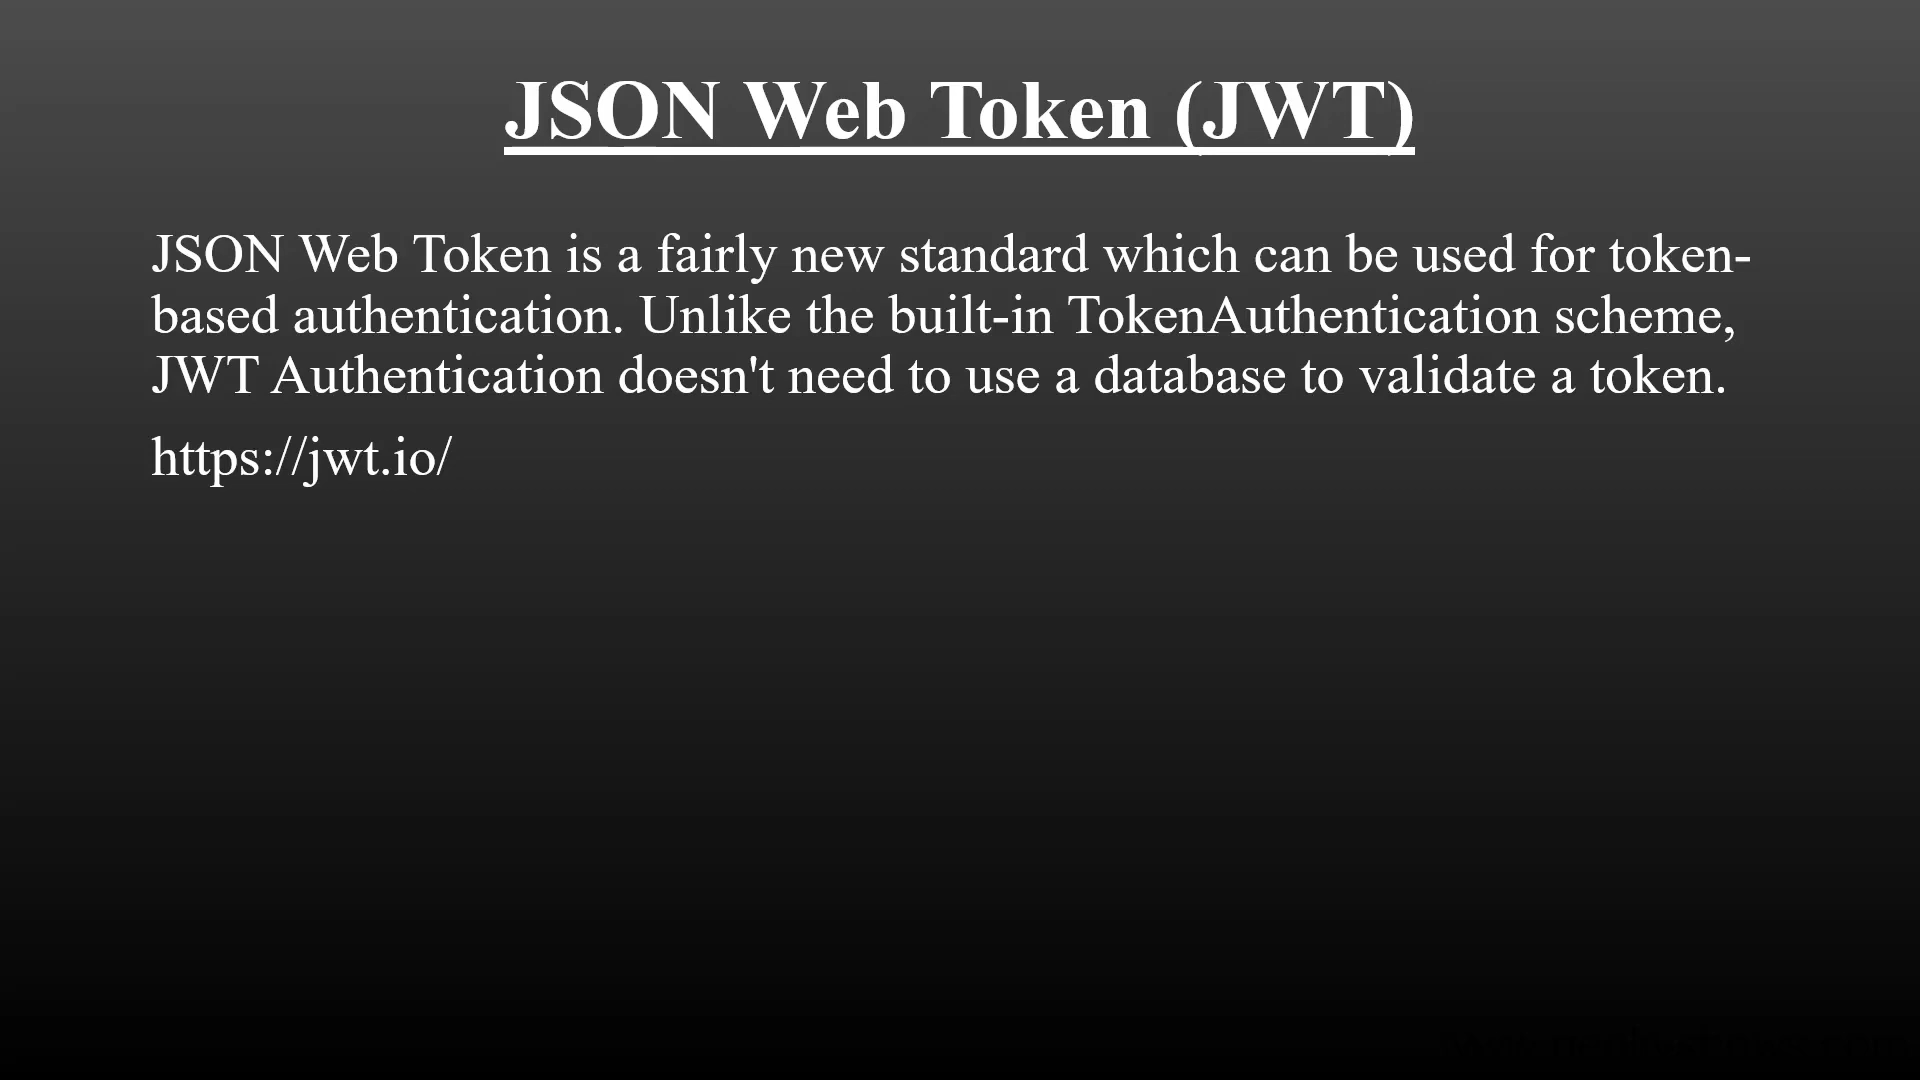 JSON Web Token (JWT)
JSON Web Token is a fairly new standard which can be used for token-
based authentication. Unlike the built-in TokenAuthentication scheme,
JWT Authentication doesn't need to use a database to validate a token.
https://jwt.io/